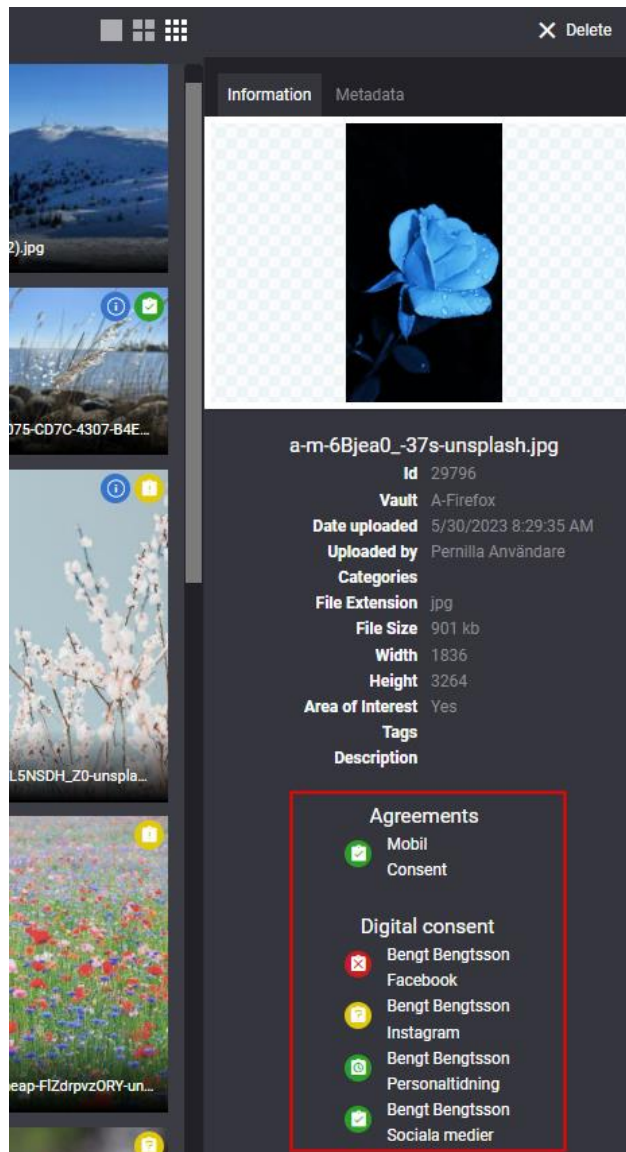 Delete
Information Metadata
2).jpg
075-CD7C-4307-B4E...
L5NSDH_Z0-unspla...
eap-FlZdrpvzORY-un...
a-m-6Bjea0_-37s-unsplash.jpg
Id 29796
Vault A-Firefox
Date uploaded 5/30/2023 8:29:35 AM
Uploaded by Pernilla Användare
Categories
File Extension jpg
File Size 901 kb
Width 1836
Height 3264
Area of Interest Yes
Tags
Description
Agreements
Mobil
Consent
Digital consent
Bengt Bengtsson
Facebook
Bengt Bengtsson
Instagram
Bengt Bengtsson
Personaltidning
Bengt Bengtsson
Sociala medier